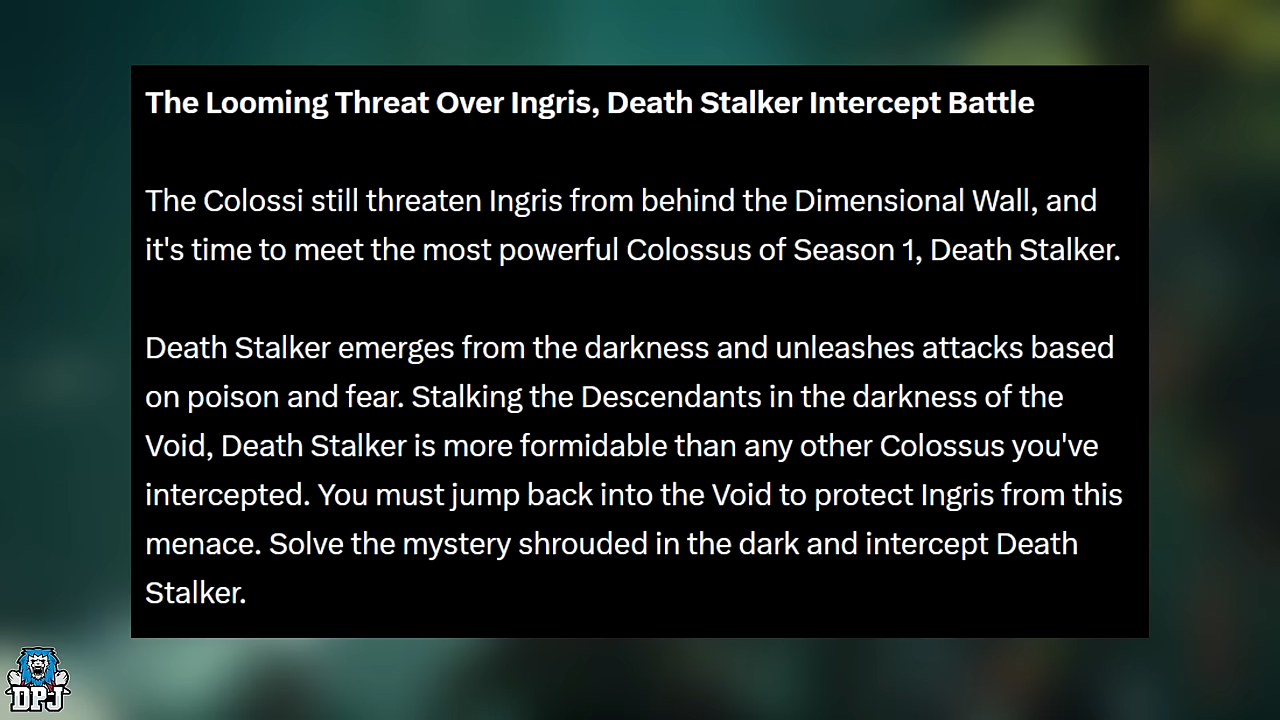 The Looming Threat Over Ingris, Death Stalker Intercept Battle
The Colossi still threaten Ingris from behind the Dimensional Wall, and
it's time to meet the most powerful Colossus of Season 1, Death Stalker.
Death Stalker emerges from the darkness and unleashes attacks based
on poison and fear. Stalking the Descendants in the darkness of the
Void, Death Stalker is more formidable than any other Colossus you've
intercepted. You must jump back into the Void to protect Ingris from this
menace. Solve the mystery shrouded in the dark and intercept Death
Stalker.
DPJ